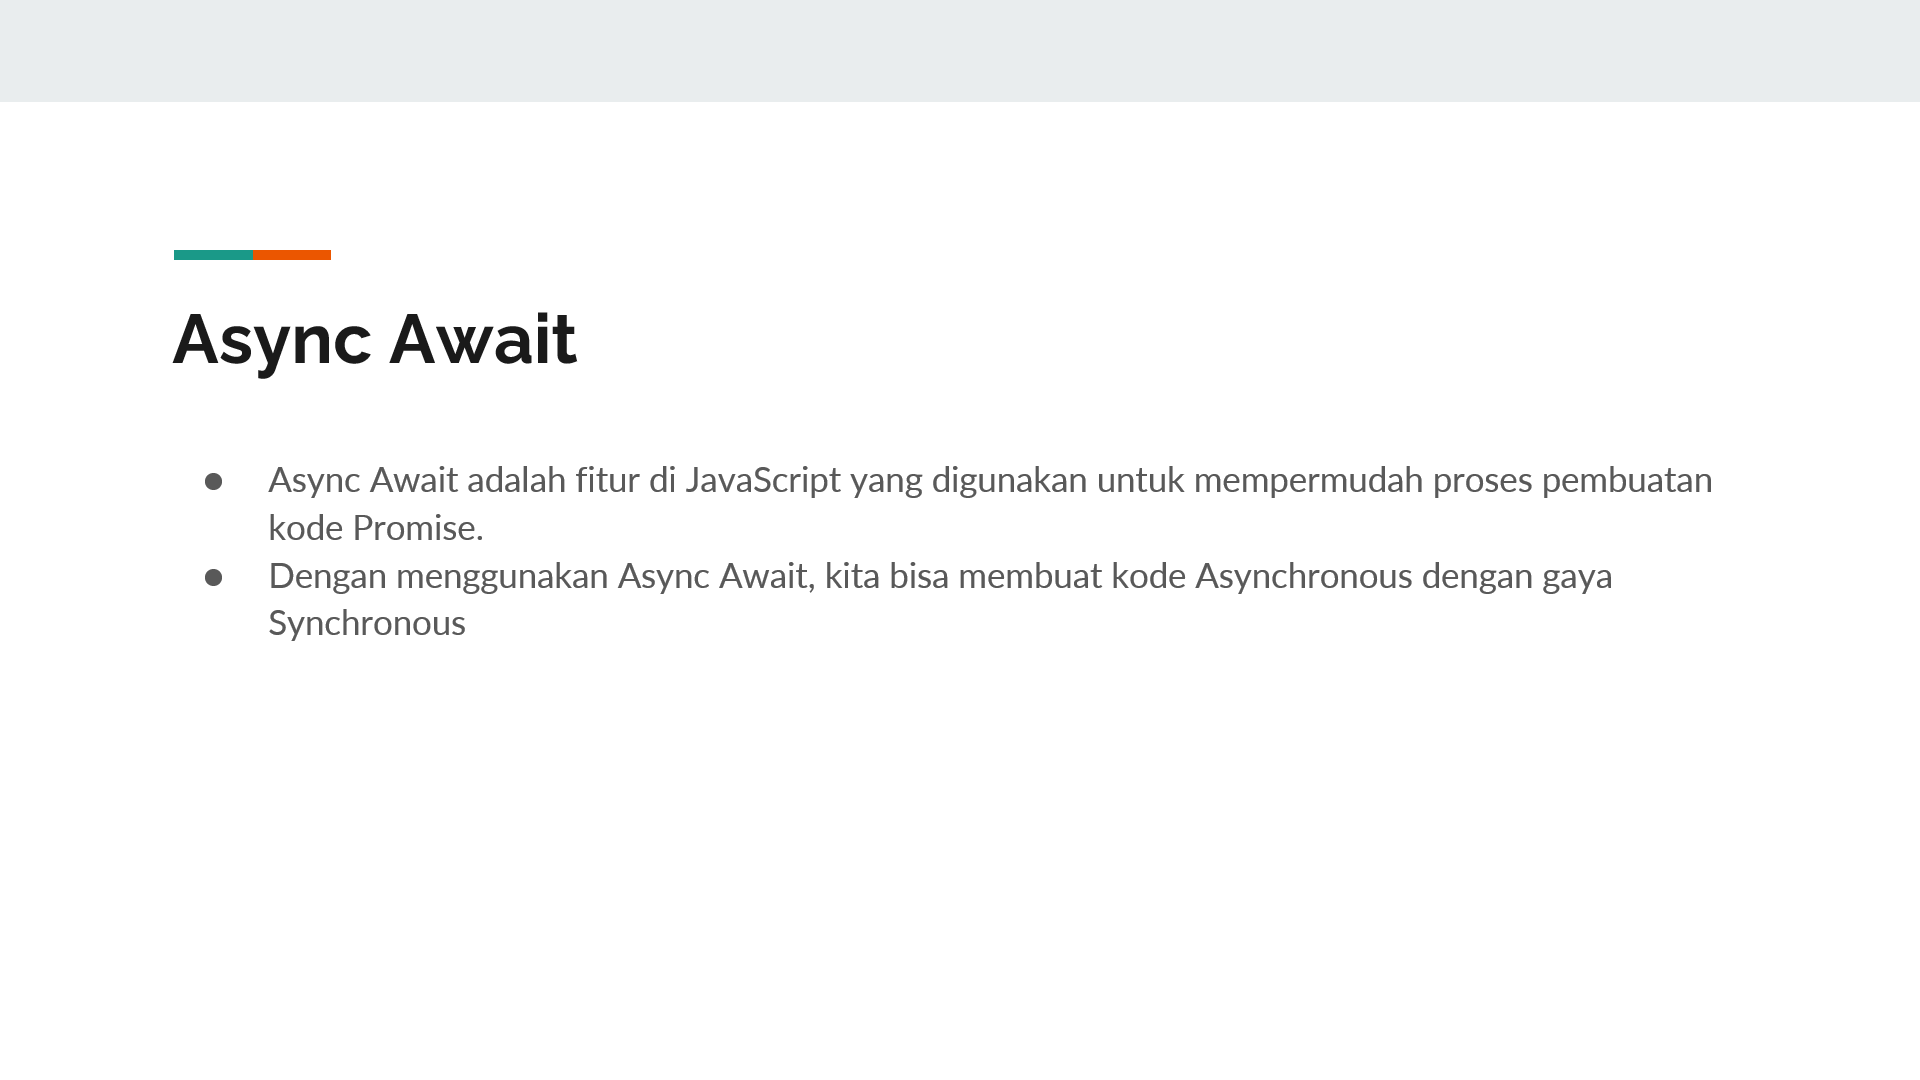 Async Await
● Async Await adalah fitur di JavaScript yang digunakan untuk mempermudah proses pembuatan
kode Promise.
● Dengan menggunakan Async Await, kita bisa membuat kode Asynchronous dengan gaya
Synchronous